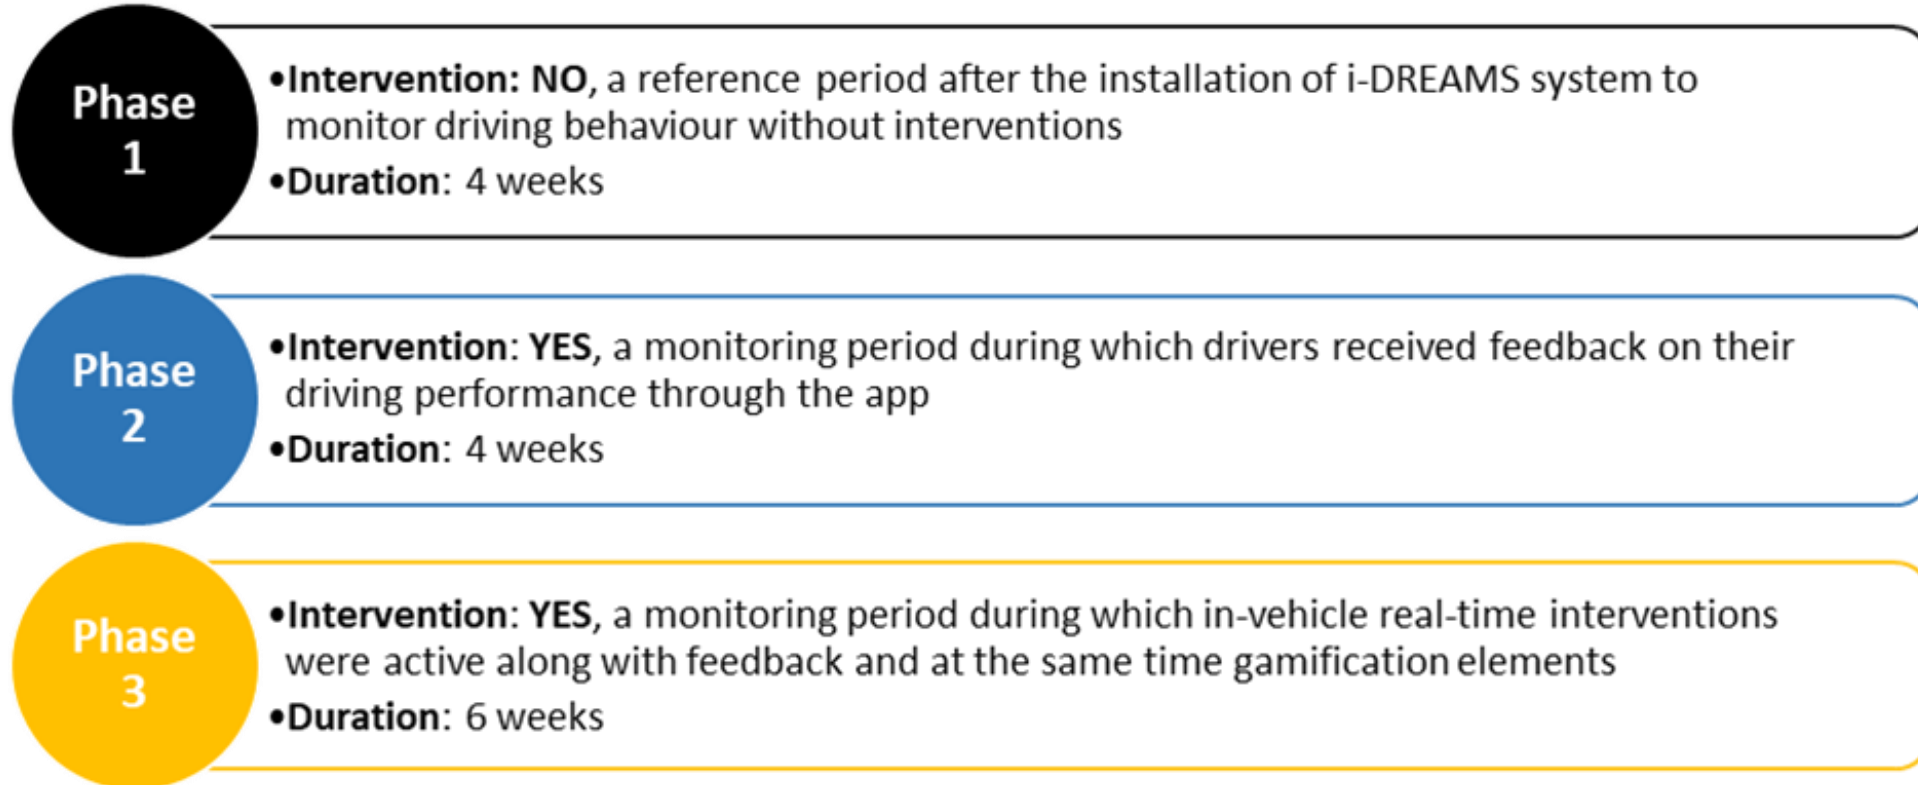 Phase
1
•Intervention: NO, a reference period after the installation of i-DREAMS system to
monitor driving behaviour without interventions
•Duration: 4 weeks
Phase
2
•Intervention: YES, a monitoring period during which drivers received feedback on their
driving performance through the app
•Duration: 4 weeks
Phase
3
•Intervention: YES, a monitoring period during which in-vehicle real-time interventions
were active along with feedback and at the same time gamification elements
•Duration: 6 weeks